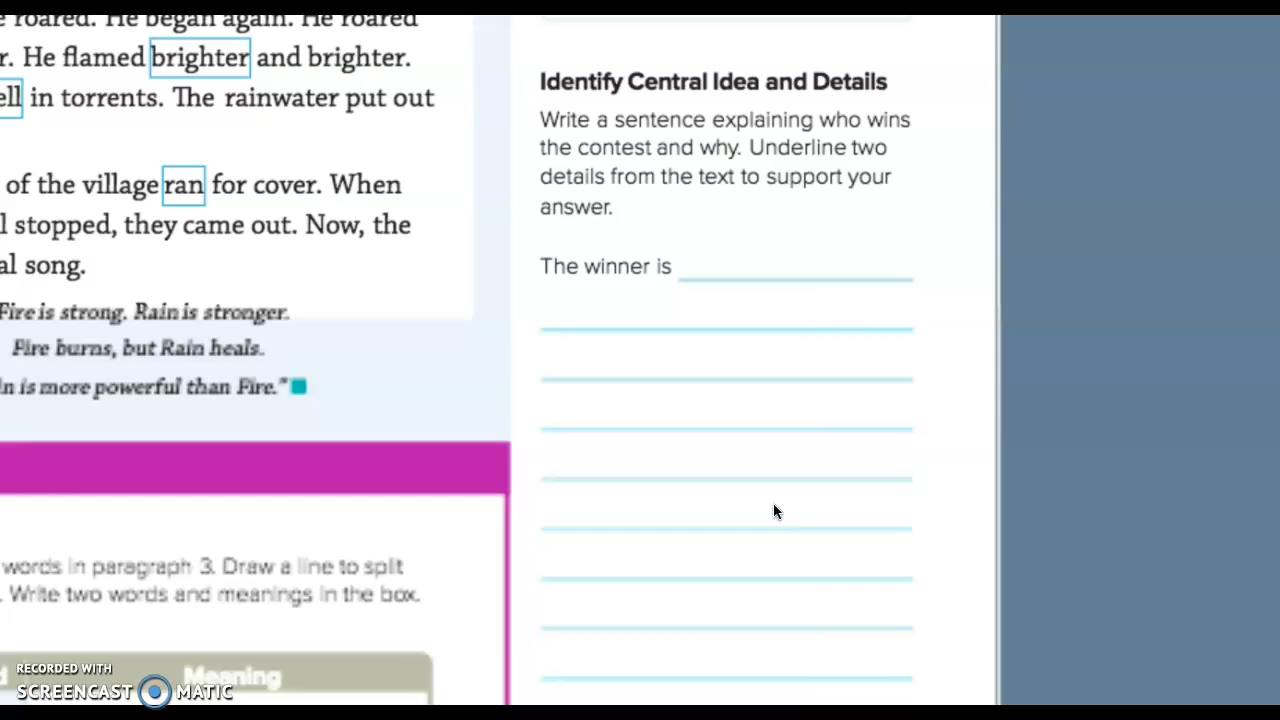 roared. He began again. He roared
He flamed brighter and brighter.
in torrents. The rainwater put out
of the village ran for cover. When
stopped, they came out. Now, the
song.
Fire is strong. Rain is stronger.
Fire burns, but Rain heals.
is more powerful than Fire."
words in paragraph 3. Draw a line to split
Write two words and meanings in the box.
Meaning
Identify Central Idea and Details
Write a sentence explaining who wins
the contest and why. Underline two
details from the text to support your
answer.
The winner is
RECORDED WITH
SCREENCAST MATIC